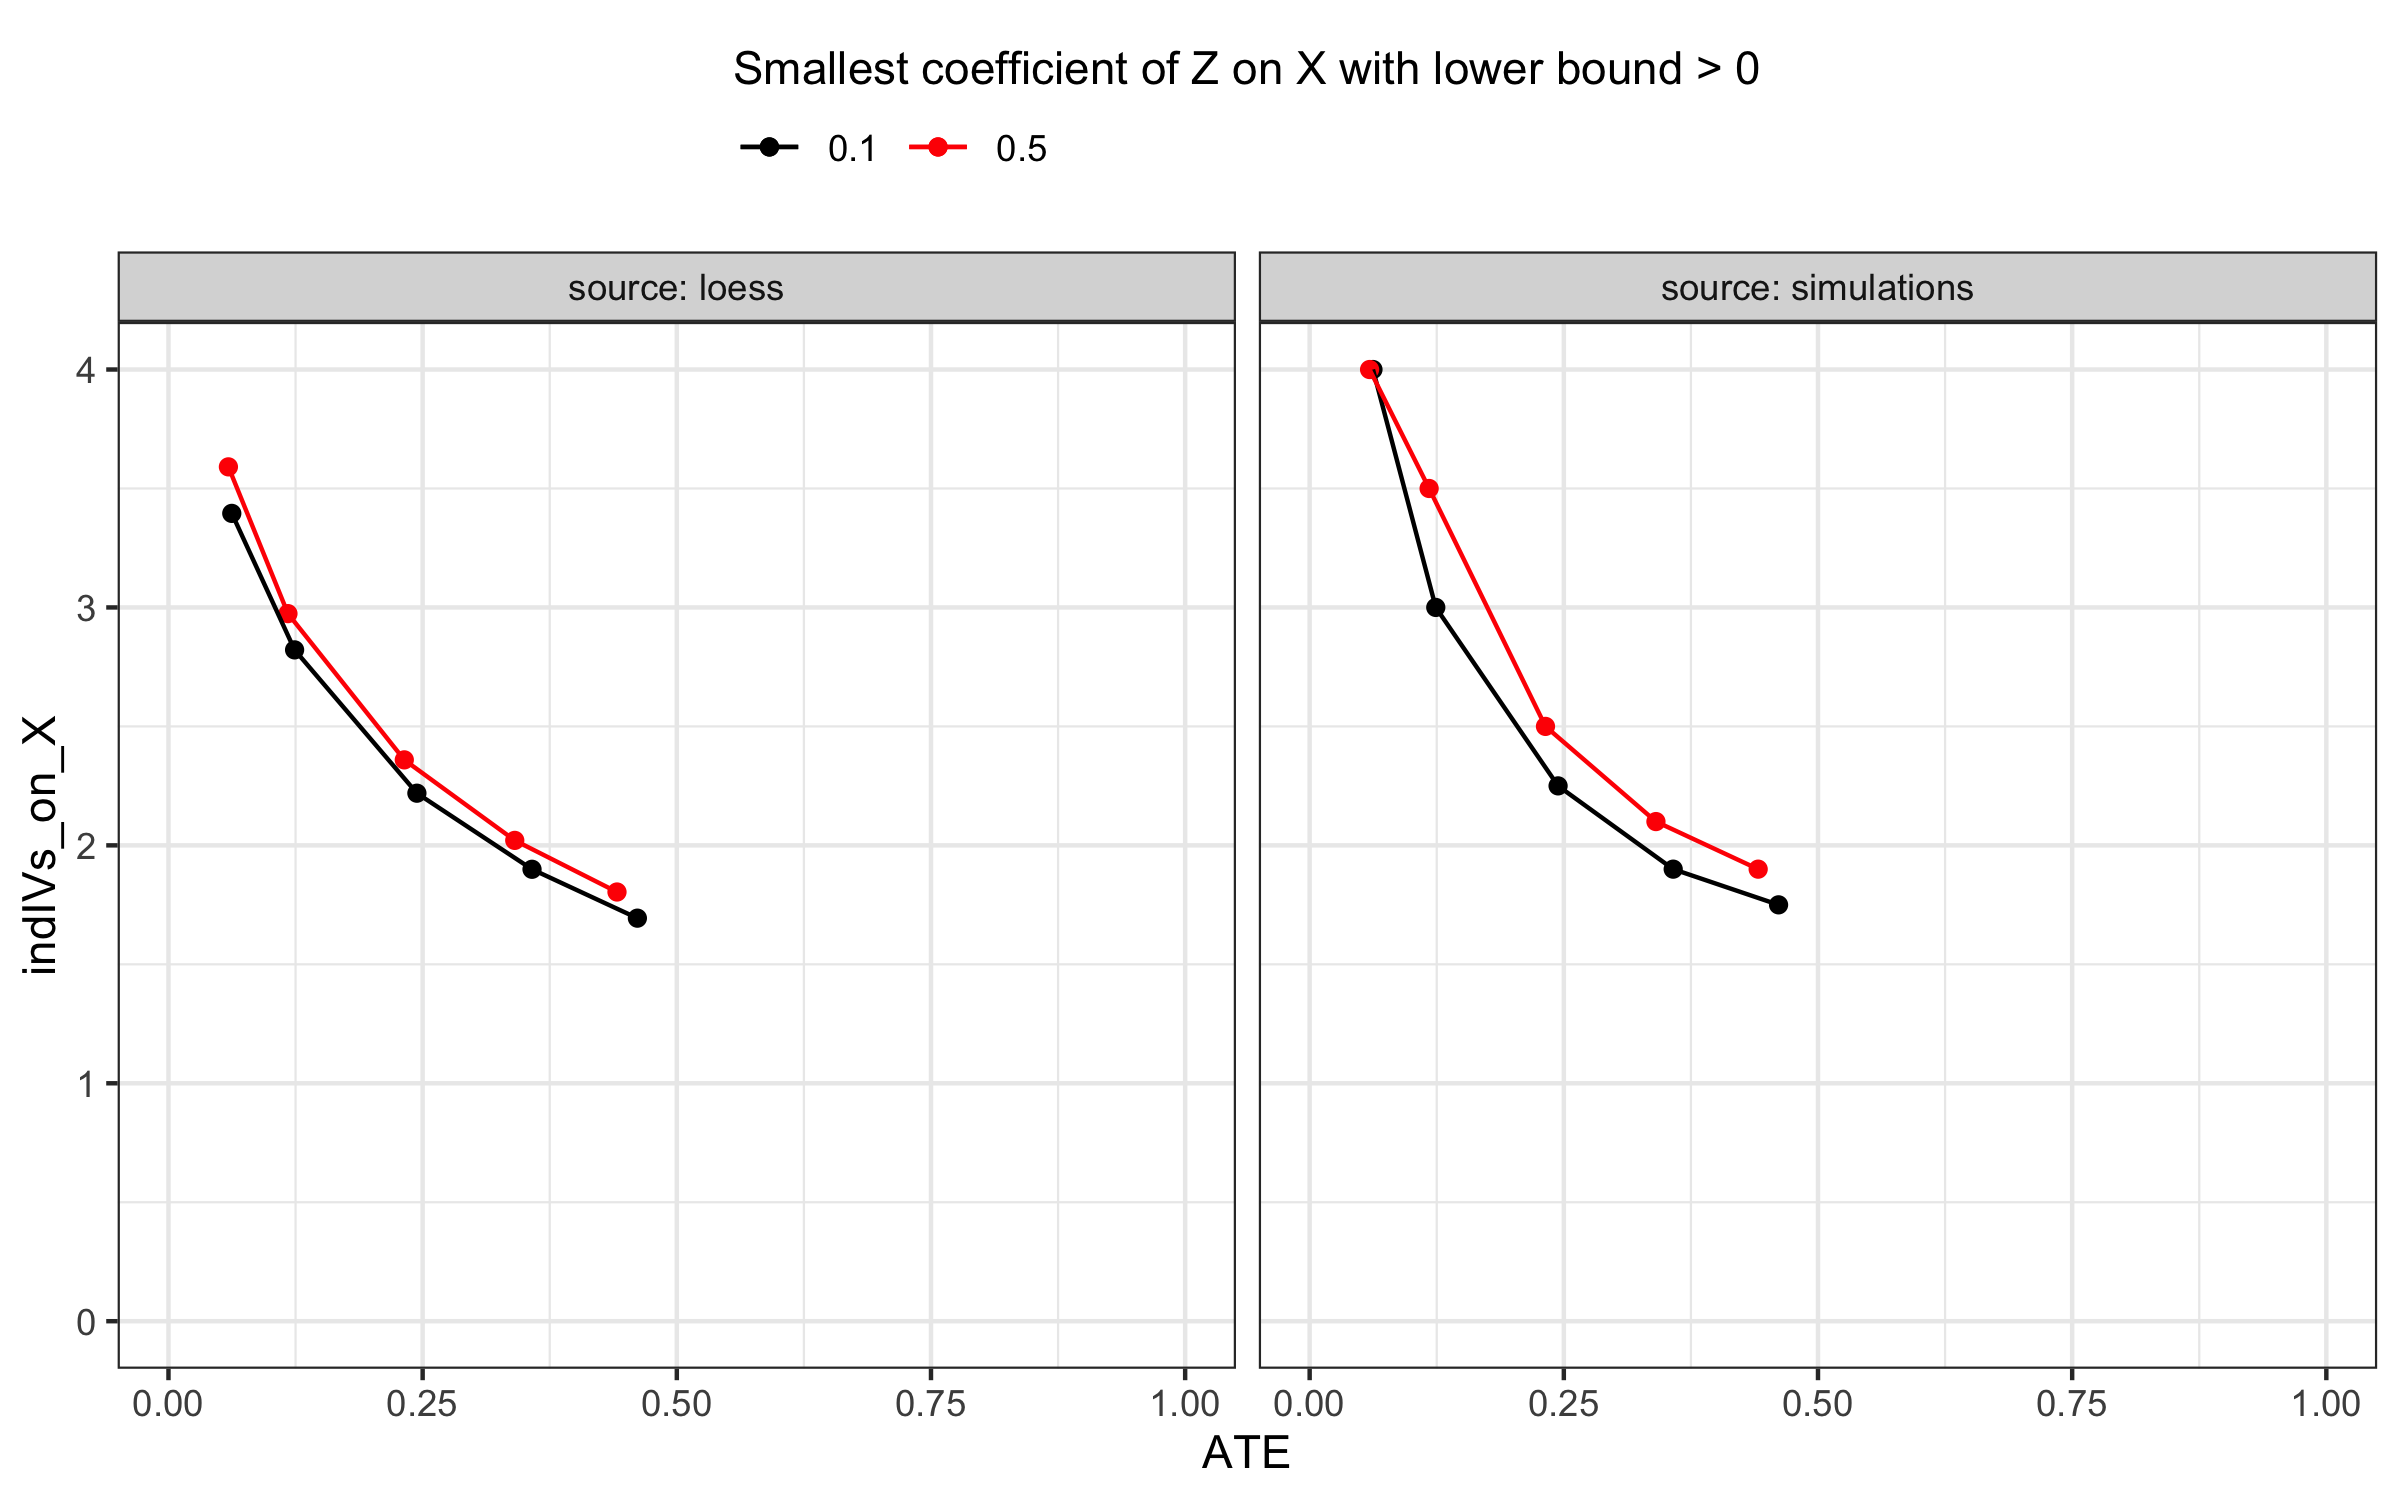 Smallest coefficient of Z on X with lower bound > 0
0.1 0.5
source: loess
source: simulations
indIVs_on_X
4
3
2
1
0
0.00 0.25 0.50 0.75 1.00
0.00 0.25 0.50 0.75 1.00
ATE